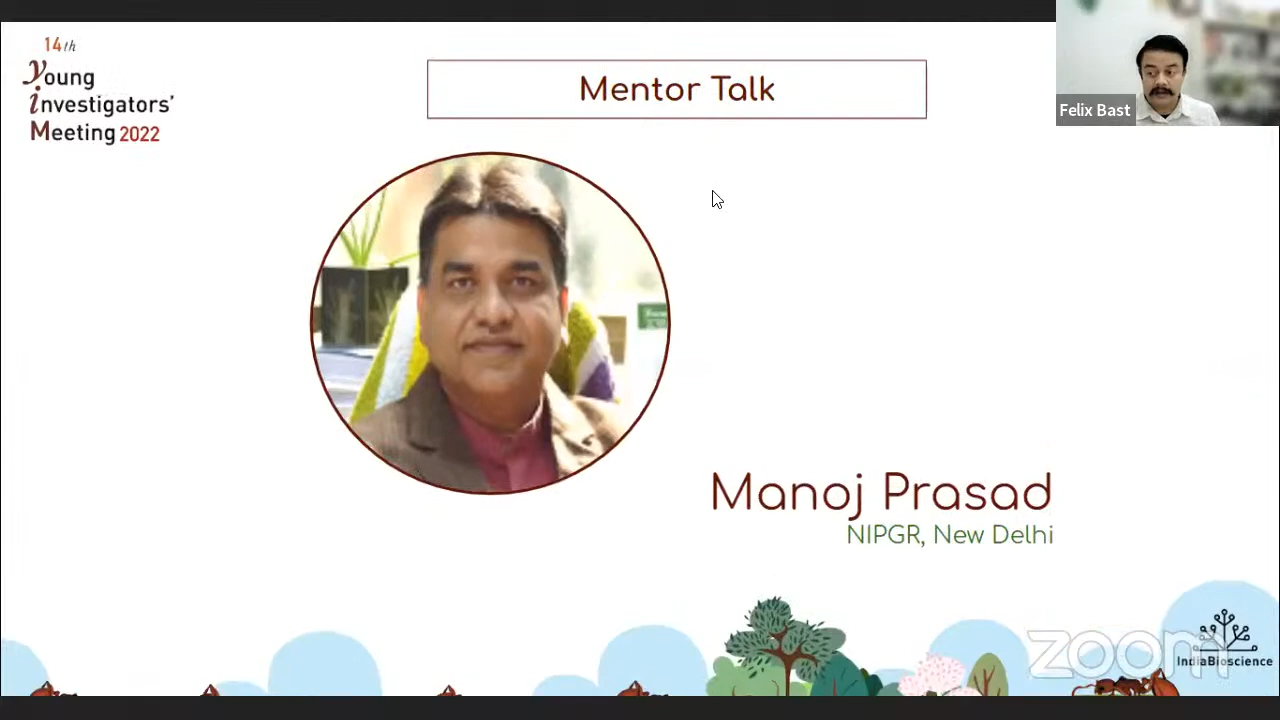 14th
Young
investigators'
Meeting 2022
Mentor Talk
Felix Bast
Manoj Prasad
NIPGR, New Delhi
zoom
IndiaBioscience